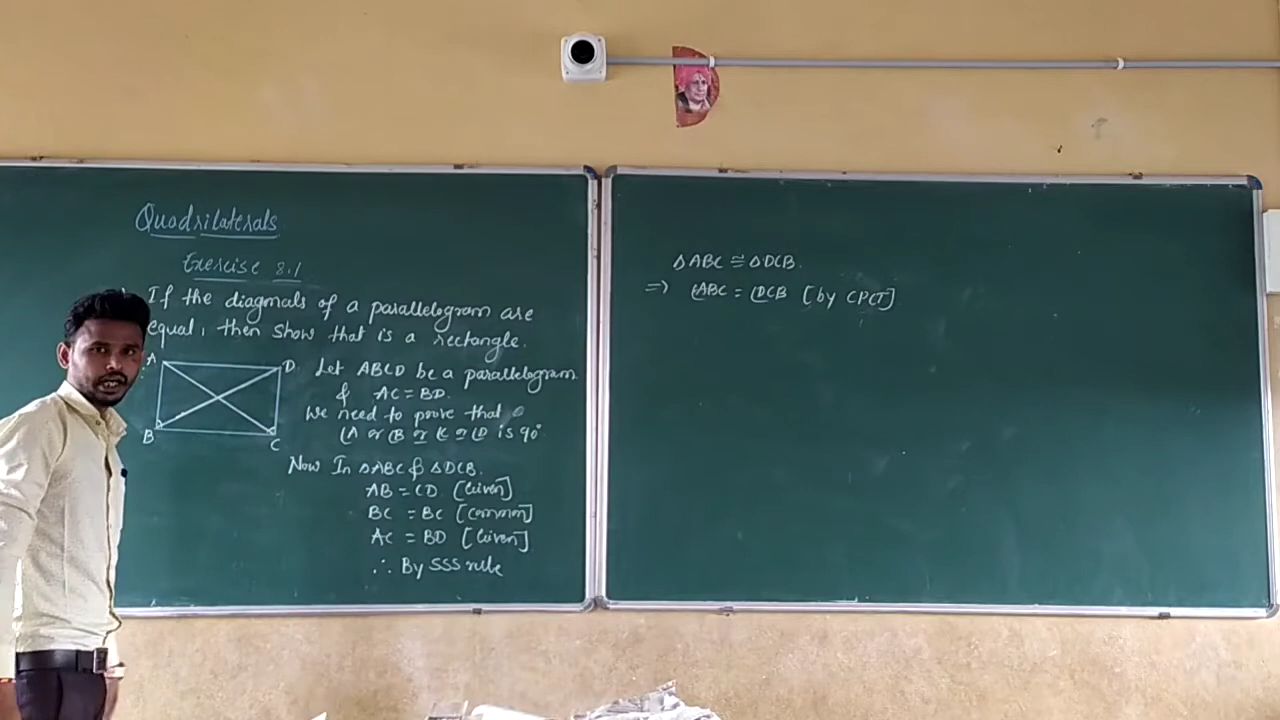 Quadrilaterals
Exercise 8.1
If the diagonals of a parallelogram are
equal, then show that is a rectangle.
A
D
B
C
Let ABCD be a parallelogram
& AC = BD.
We need to prove that
∠A or ∠B or ∠C or ∠D is 90°
Now In △ABC & △DCB.
AB = CD [Given]
BC = BC [common]
AC = BD [Given]
∴ By SSS rule
△ABC ≅ △DCB.
=> ∠ABC = ∠DCB [by CPCT]